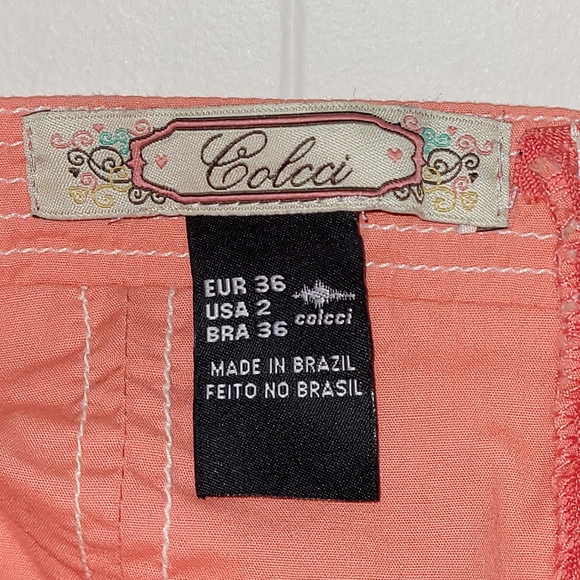 Colcci
EUR 36
USA 2
colcci
BRA 36
MADE IN BRAZIL
FEITO NO BRASIL